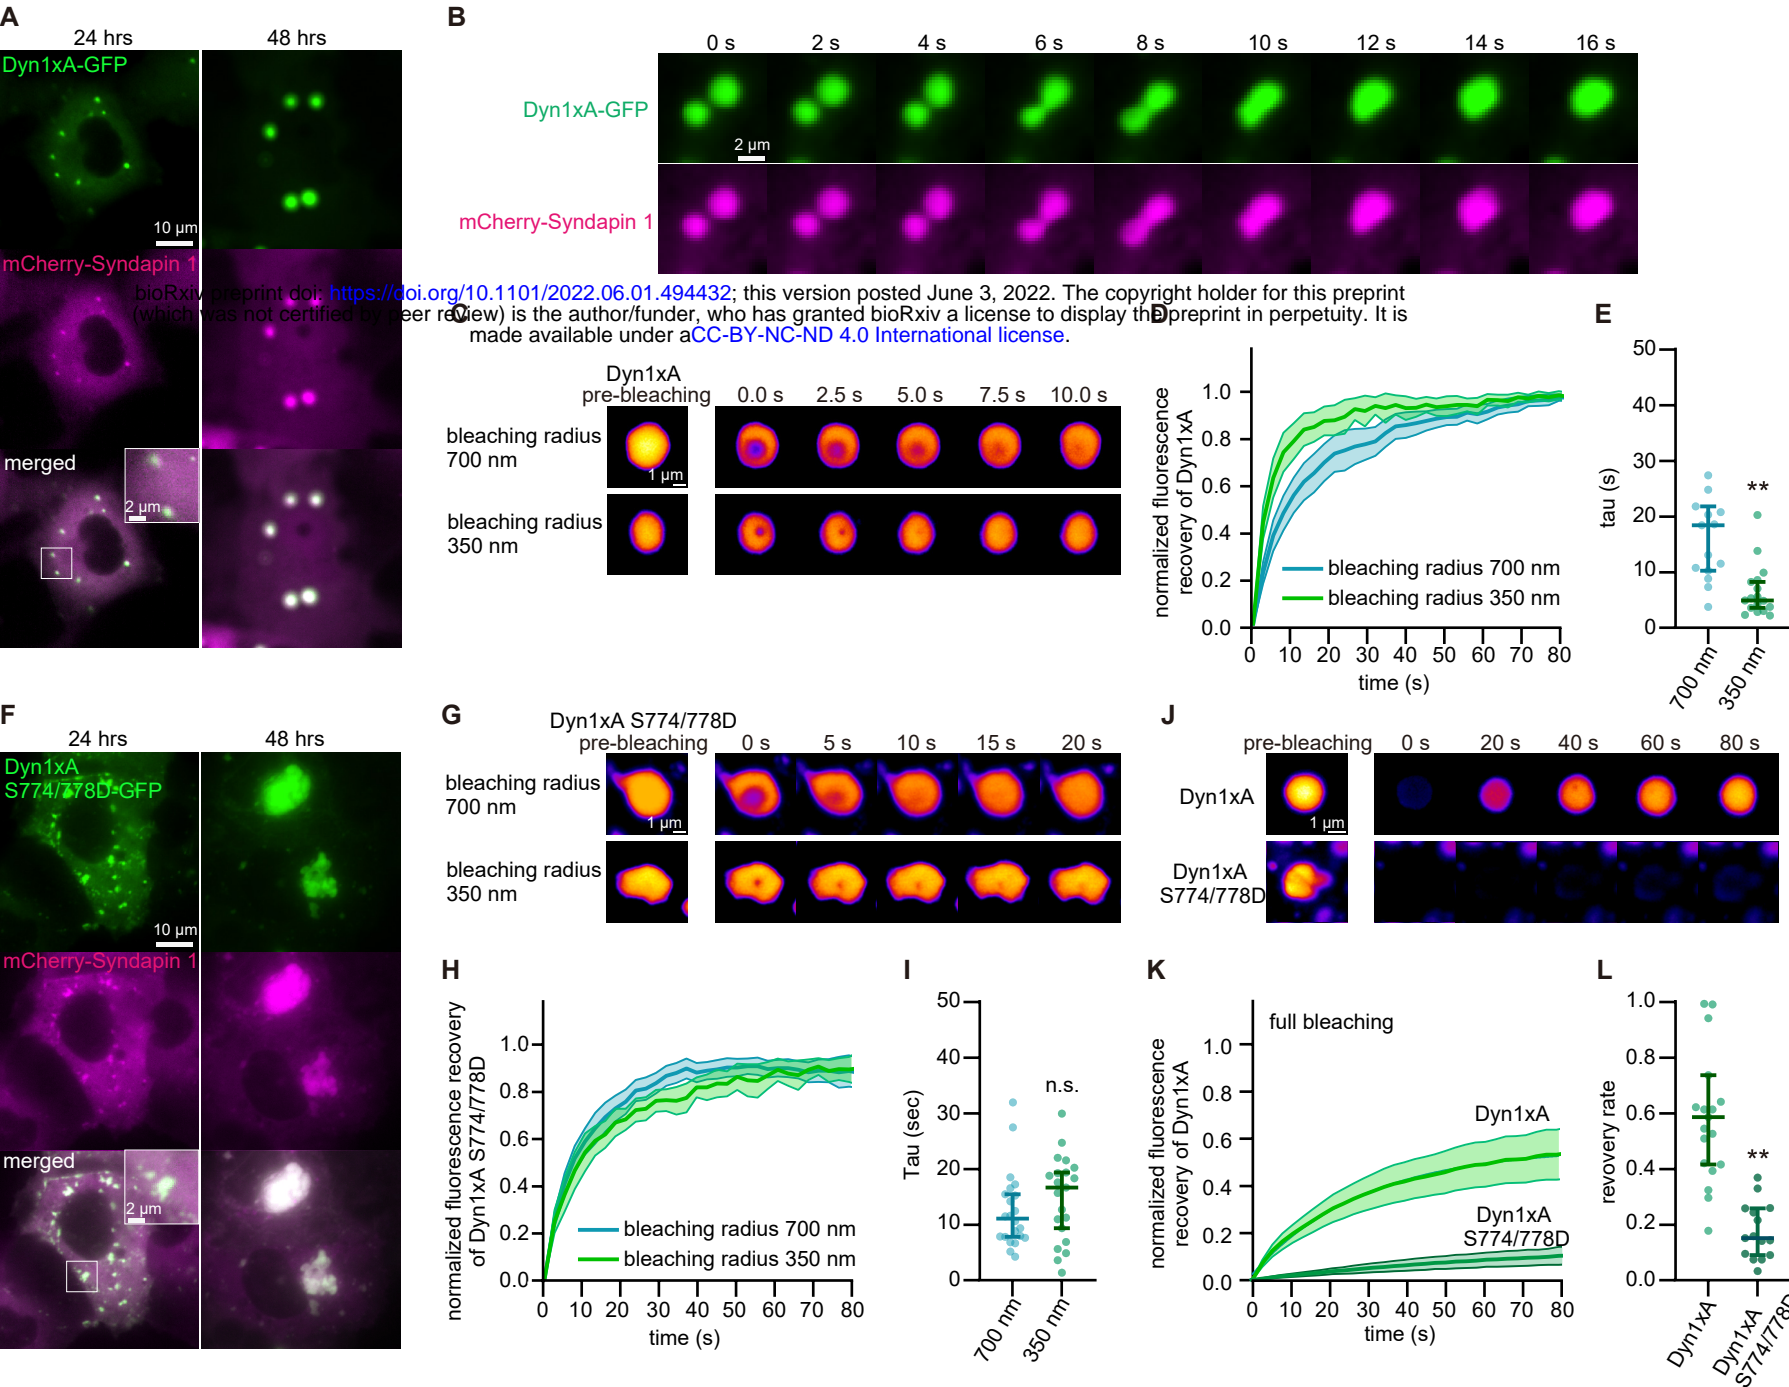 A
24 hrs
48 hrs
Dyn1xA-GFP
10 µm
mCherry-Syndapin 1
merged
2 µm
B
0 s 2 s 4 s 6 s 8 s 10 s 12 s 14 s 16 s
Dyn1xA-GFP
2 µm
mCherry-Syndapin 1
bioRxiv preprint doi: https://doi.org/10.1101/2022.06.01.494432; this version posted June 3, 2022. The copyright holder for this preprint
(which was not certified by peer review) is the author/funder, who has granted bioRxiv a license to display the preprint in perpetuity. It is
made available under aCC-BY-NC-ND 4.0 International license.
C
Dyn1xA
pre-bleaching 0.0 s 2.5 s 5.0 s 7.5 s 10.0 s
bleaching radius
700 nm
1 µm
bleaching radius
350 nm
D
normalized fluorescence
recovery of Dyn1xA
1.0
0.8
0.6
0.4
0.2
0.0
bleaching radius 700 nm
bleaching radius 350 nm
0 10 20 30 40 50 60 70 80
time (s)
E
tau (s)
50
40
30
20
10
0
**
700 nm
350 nm
F
24 hrs
48 hrs
Dyn1xA
S774/778D-GFP
10 µm
mCherry-Syndapin 1
merged
2 µm
G
Dyn1xA S774/778D
pre-bleaching 0 s 5 s 10 s 15 s 20 s
bleaching radius
700 nm
1 µm
bleaching radius
350 nm
H
normalized fluorescence recovery
of Dyn1xA S774/778D
1.0
0.8
0.6
0.4
0.2
0.0
bleaching radius 700 nm
bleaching radius 350 nm
0 10 20 30 40 50 60 70 80
time (s)
I
Tau (sec)
50
40
30
20
10
0
n.s.
700 nm
350 nm
J
pre-bleaching 0 s 20 s 40 s 60 s 80 s
Dyn1xA
1 µm
Dyn1xA
S774/778D
K
normalized fluorescence
recovery of Dyn1xA
full bleaching
1.0
0.8
0.6
0.4
0.2
0.0
Dyn1xA
Dyn1xA
S774/778D
0 10 20 30 40 50 60 70 80
time (s)
L
revovery rate
1.0
0.8
0.6
0.4
0.2
0.0
**
Dyn1xA
Dyn1xA
S774/778D